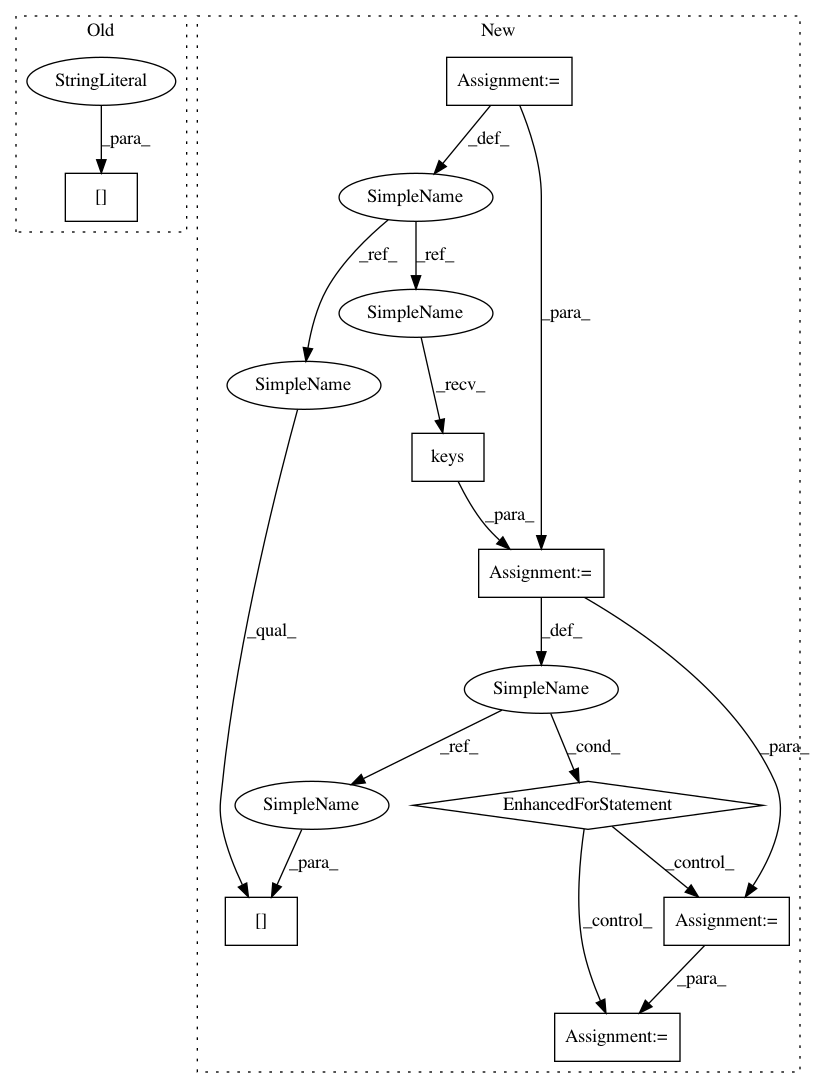 Old
New
StringLiteral
Assignment:=
_para_
_def_
[]
SimpleName
_ref_
_ref_
SimpleName
_para_
SimpleName
_recv_
keys
_para_
Assignment:=
_qual_
_def_
SimpleName
_ref_
_cond_
_para_
SimpleName
EnhancedForStatement
_para_
_control_
[]
_control_
Assignment:=
_para_
Assignment:=